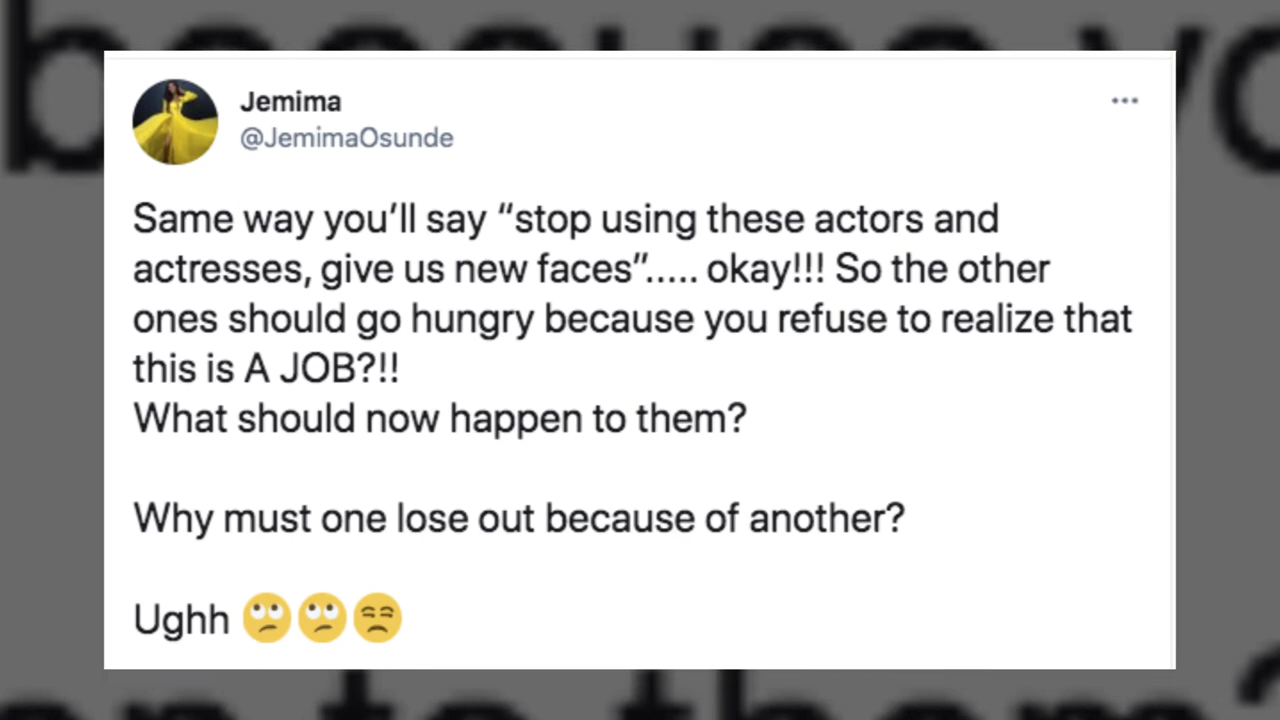 because yo
Jemima
@JemimaOsunde
Same way you’ll say “stop using these actors and
actresses, give us new faces”..... okay!!! So the other
ones should go hungry because you refuse to realize that
this is A JOB?!!
What should now happen to them?
Why must one lose out because of another?
Ughh 🙄🙄😒